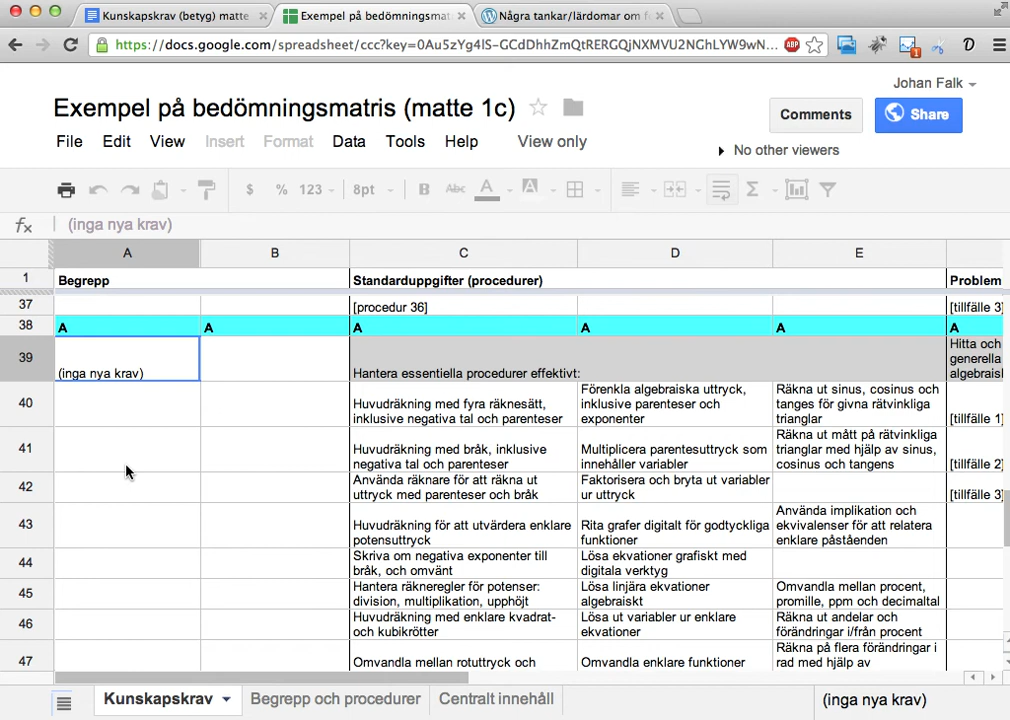 Kunskapskrav (betyg) matte
Exempel på bedömningsmat
Några tankar/lärdomar om f
https://docs.google.com/spreadsheet/ccc?key=0Au5zYg4lS-GCdDhhZmQtRERGQjNXMVU2NGhLYW9wN...
ABP
1
Johan Falk
Exempel på bedömningsmatris (matte 1c)
Comments
Share
File Edit View Insert Format Data Tools Help View only
No other viewers
$ % 123 8pt B Abc A A Σ
fx (inga nya krav)
A B C D E
1 Begrepp Standarduppgifter (procedurer) Problem
37 [procedur 36] [tillfälle 3]
38 A A A A A A
39 (inga nya krav) Hantera essentiella procedurer effektivt:
Hitta och
generella
algebrais
40 Huvudräkning med fyra räknesätt,
inklusive negativa tal och parenteser
Förenkla algebraiska uttryck,
inklusive parenteser och
exponenter
Räkna ut sinus, cosinus och
tanges för givna rätvinkliga
trianglar
[tillfälle 1]
41 Huvudräkning med bråk, inklusive
negativa tal och parenteser
Multiplicera parentesuttryck som
innehåller variabler
Räkna ut mått på rätvinkliga
trianglar med hjälp av sinus,
cosinus och tangens
[tillfälle 2]
42 Använda räknare för att räkna ut
uttryck med parenteser och bråk
Faktorisera och bryta ut variabler
ur uttryck
[tillfälle 3]
43 Huvudräkning för att utvärdera enklare
potensuttryck
Rita grafer digitalt för godtyckliga
funktioner
Använda implikation och
ekvivalenser för att relatera
enklare påståenden
44 Skriva om negativa exponenter till
bråk, och omvänt
Lösa ekvationer grafiskt med
digitala verktyg
45 Hantera räkneregler för potenser:
division, multiplikation, upphöjt
Lösa linjära ekvationer
algebraiskt
Omvandla mellan procent,
promille, ppm och decimaltal
46 Huvudräkning med enklare kvadrat-
och kubikrötter
Lösa ut variabler ur enklare
ekvationer
Räkna ut andelar och
förändringar i/från procent
47 Omvandla mellan rotuttryck och
Omvandla enklare funktioner
Räkna på flera förändringar i
rad med hjälp av
Kunskapskrav Begrepp och procedurer Centralt innehåll (inga nya krav)